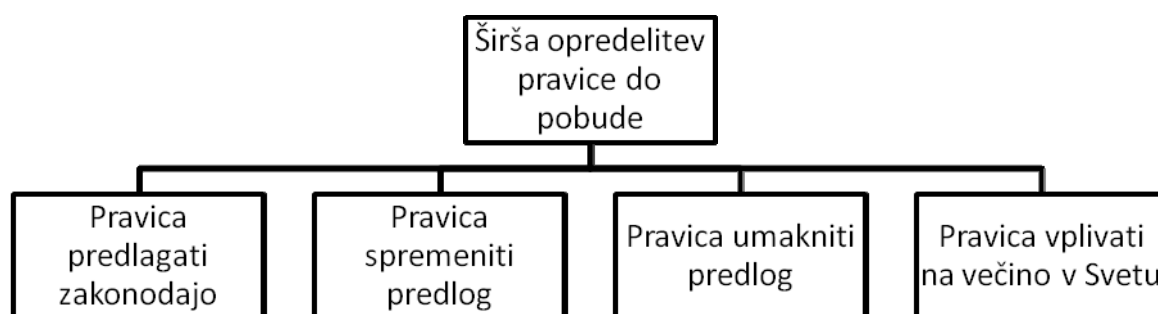 Širša opredelitev
pravice do
pobude
Pravica
predlagati
zakonodajo
Pravica
spremeniti
predlog
Pravica umakniti
predlog
Pravica vplivati
na večino v Svetu